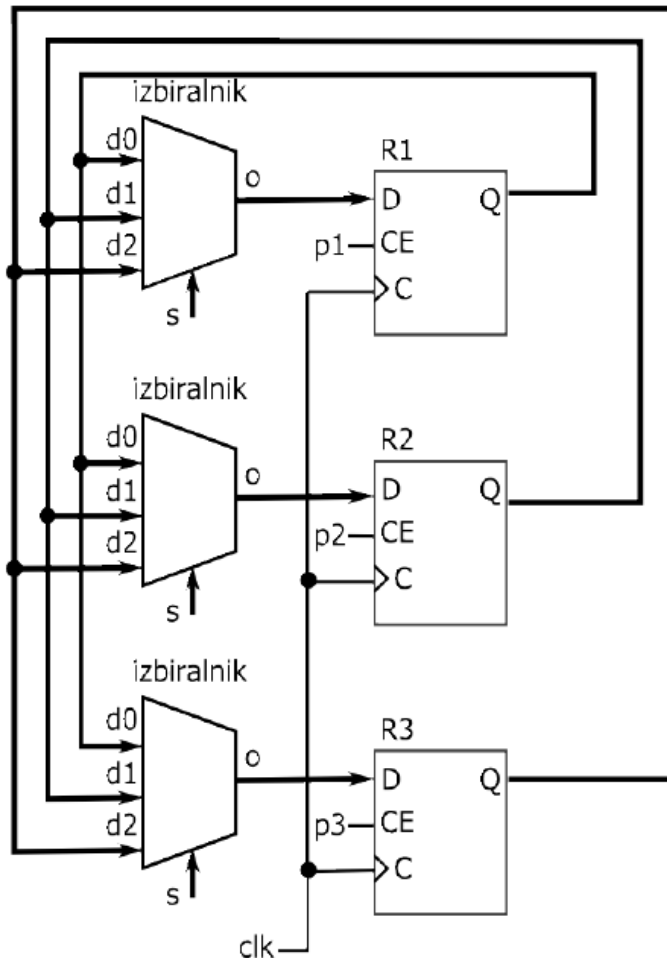 izbiralnik
d0
d1
d2
o
s
R1
D
Q
p1
CE
C
izbiralnik
d0
d1
d2
o
s
R2
D
Q
p2
CE
C
izbiralnik
d0
d1
d2
o
s
R3
D
Q
p3
CE
C
clk